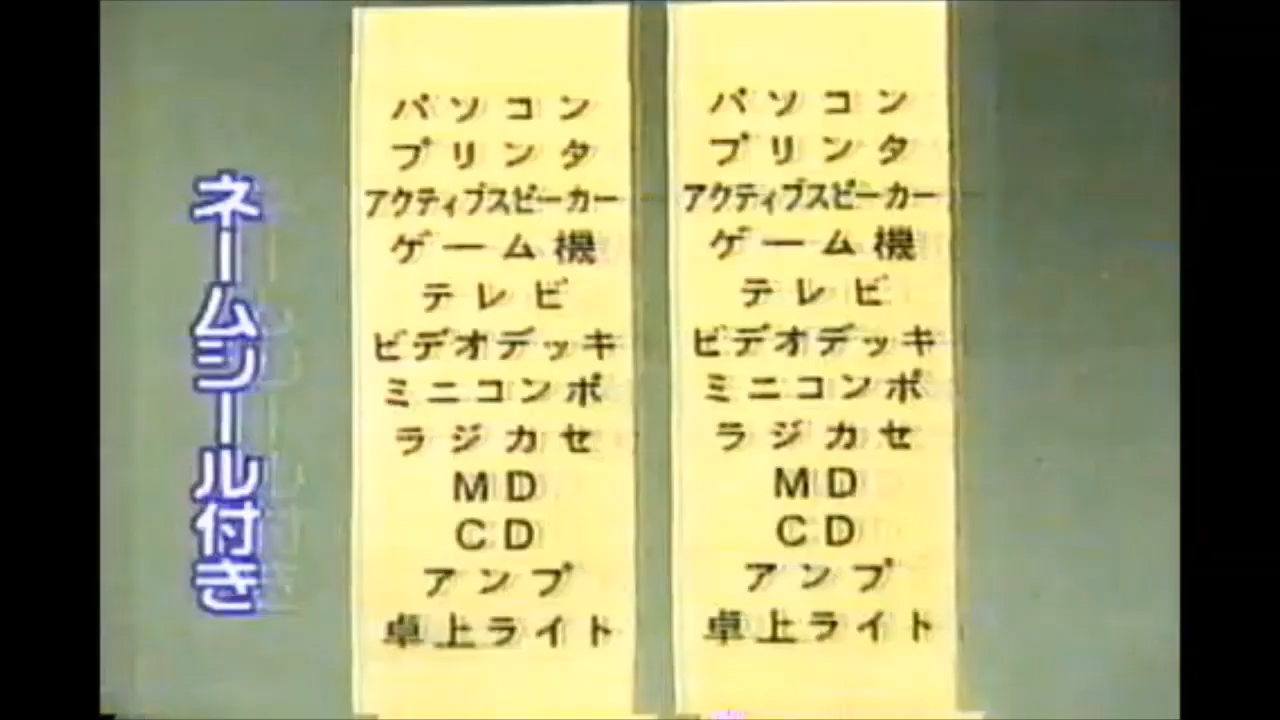 ネームシール付き
パソコン
プリンタ
アクティブスピーカー
ゲーム機
テレビ
ビデオデッキ
ミニコンポ
ラジカセ
MD
CD
アンプ
卓上ライト
パソコン
プリンタ
アクティブスピーカー
ゲーム機
テレビ
ビデオデッキ
ミニコンポ
ラジカセ
MD
CD
アンプ
卓上ライト